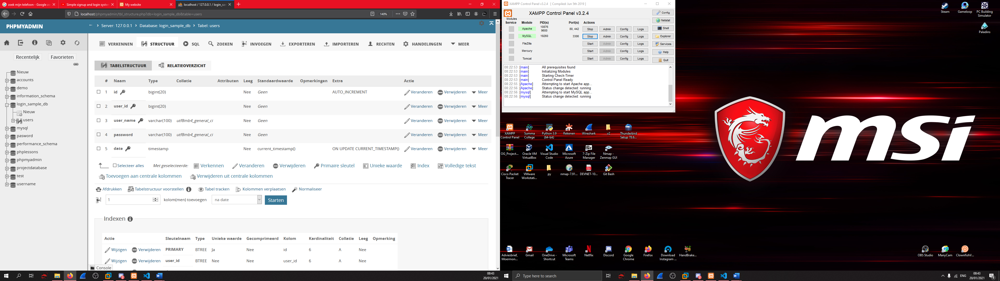 zoek mijn telefoon - Google zo
Simple signup and login system
My website
localhost / 127.0.0.1 / login_sam
localhost/phpmyadmin/tbl_structure.php?db=login_sample_db&table=users
140%
PHPMYADMIN
Server: 127.0.0.1
Database: login_sample_db
Tabel: users
VERKENNEN
STRUCTUUR
SQL
ZOEKEN
INVOEGEN
EXPORTEREN
IMPORTEREN
RECHTEN
HANDELINGEN
MEER
Recentelijk
Favorieten
Nieuw
accounts
demo
information_schema
login_sample_db
Nieuw
users
mysql
pasword
performance_schema
phplessons
phpmyadmin
projectdatabase
test
username
TABELSTRUCTUUR
RELATIEOVERZICHT
# Naam Type Collatie Attributen Leeg Standaardwaarde Opmerkingen Extra Actie
1 id bigint(20) Nee Geen AUTO_INCREMENT Veranderen Verwijderen Meer
2 user_id bigint(20) Nee Geen Veranderen Verwijderen Meer
3 user_name varchar(100) utf8mb4_general_ci Nee Geen Veranderen Verwijderen Meer
4 password varchar(100) utf8mb4_general_ci Nee Geen Veranderen Verwijderen Meer
5 date timestamp Nee current_timestamp() ON UPDATE CURRENT_TIMESTAMP() Veranderen Verwijderen Meer
Selecteer alles Met geselecteerde: Verkennen Veranderen Verwijderen Primaire sleutel Unieke waarde Index Volledige tekst
Toevoegen aan centrale kolommen Verwijderen uit centrale kolommen
Afdrukken Tabelstructuur voorstellen Tabel tracken Kolommen verplaatsen Normaliseer
1 kolom(men) toevoegen na date Starten
Indexen
Actie Sleutelnaam Type Unieke waarde Gecomprimeerd Kolom Kardinaliteit Collatie Leeg Opmerking
Wijzigen Verwijderen PRIMARY BTREE Ja Nee id 6 A Nee
Wijzigen Verwijderen user_id BTREE Nee Nee user_id 6 A Nee
Console
08:43
20/01/2021
XAMPP Control Panel v3.2.4 [ Compiled: Jun 5th 2019 ]
XAMPP Control Panel v3.2.4
Modules
Service Module PID(s) Port(s) Actions
Apache 10876 9600 80, 442 Stop Admin Config Logs
MySQL 19260 3306 Stop Admin Config Logs
FileZilla Start Admin Config Logs
Mercury Start Admin Config Logs
Tomcat Start Admin Config Logs
Config
Netstat
Shell
Explorer
Services
Help
Quit
08:22:53 [main] All prerequisites found
08:22:53 [main] Initializing Modules
08:22:53 [main] Starting Check-Timer
08:22:53 [main] Control Panel Ready
08:22:55 [Apache] Attempting to start Apache app...
08:22:56 [Apache] Status change detected: running
08:22:56 [mysql] Attempting to start MySQL app...
08:22:56 [mysql] Status change detected: running
Steam
Gameloop
PC Building Simulator
Paladins
msi
XAMPP Control Panel
Summa College
Python 3.9 (64-bit)
Rekenen
Wireshark
v2
Thunderbird Setup 78.6...
OG_Project...
Oracle VM VirtualBox
Visual Studio Code
Microsoft Azure
7-Zip File Manager
Nmap - Zenmap GUI
Cisco Packet Tracer
VMware Workstati...
py
nmap-7.91...
DEVNET-10...
Git Bash
Adviesbrief, Moermon...
Gmail
OneDrive - Shortcut
Microsoft Teams
Netflix
Discord
Google Chrome
Firefox
Download Instagram ...
HandBrake...
OBS Studio
ManyCam
ClownfishV...
Type here to search
ENG
08:43
20/01/2021